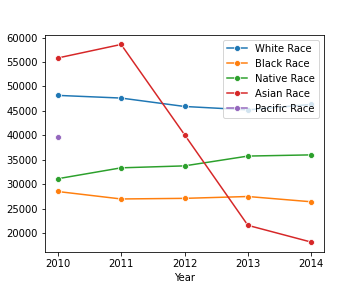 60000
55000
50000
45000
40000
35000
30000
25000
20000
White Race
Black Race
Native Race
Asian Race
Pacific Race
2010 2011 2012 2013 2014
Year